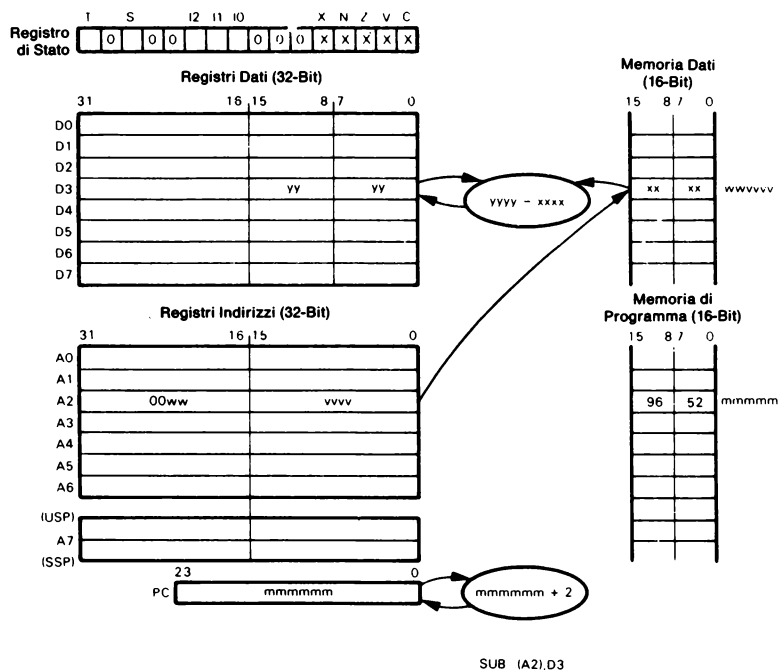 T S I2 I1 I0 X N Z V C
Registro
di Stato
0 0 0 0 0 0 X X X X X
Registri Dati (32-Bit)
31 16 15 8 7 0
D0
D1
D2
D3 yy yy
D4
D5
D6
D7
yyyy - xxxx
Memoria Dati
(16-Bit)
15 8 7 0
xx xx wwvvvv
Registri Indirizzi (32-Bit)
31 16 15 0
A0
A1
A2 00ww vvvv
A3
A4
A5
A6
(USP)
A7
(SSP)
23 0
PC mmmmmm
mmmmmm + 2
Memoria di
Programma (16-Bit)
15 8 7 0
96 52 mmmmmm
SUB (A2),D3